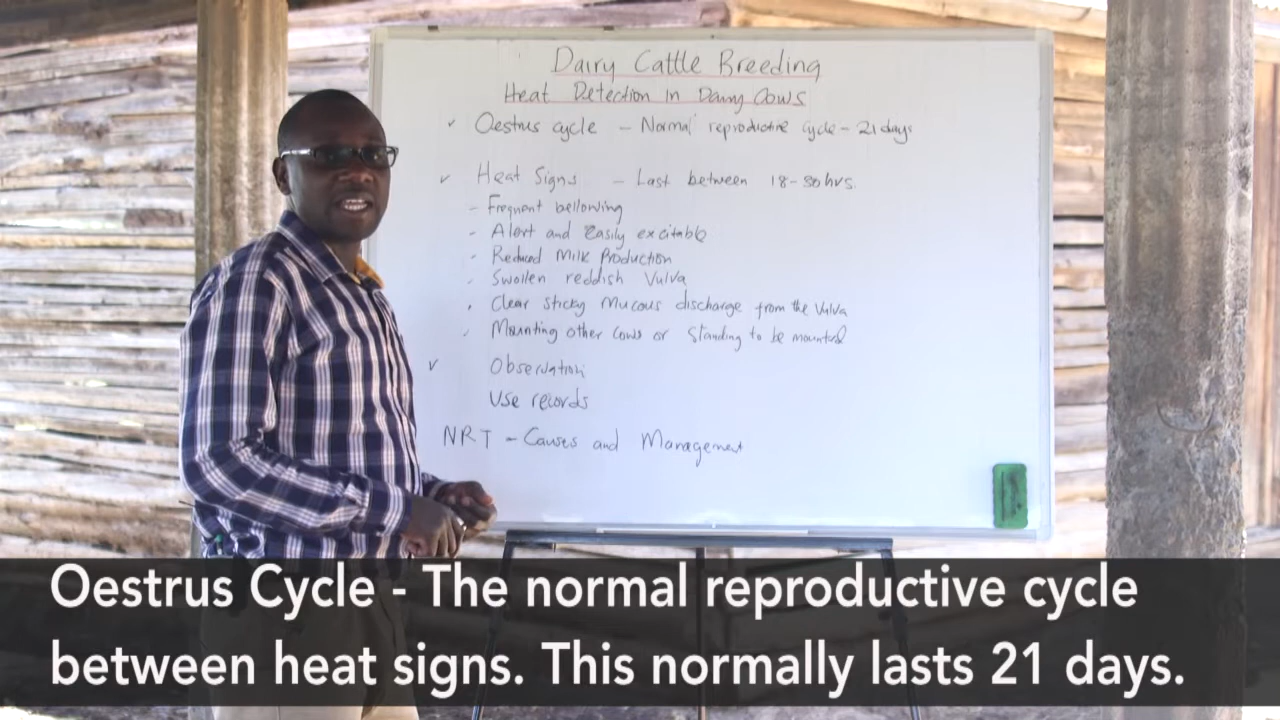 Dairy Cattle Breeding
Heat Detection in Dairy Cows
✓ Oestrus cycle - Normal reproductive cycle - 21 days
✓ Heat Signs - Last between 18-30 hrs.
- Frequent bellowing
- Alert and easily excitable
- Reduced Milk Production
- Swollen reddish Vulva
- Clear sticky Mucous discharge from the Vulva
- Mounting other cows or standing to be mounted
✓ Observation
Use records
NRT - Causes and Management
Oestrus Cycle - The normal reproductive cycle
between heat signs. This normally lasts 21 days.